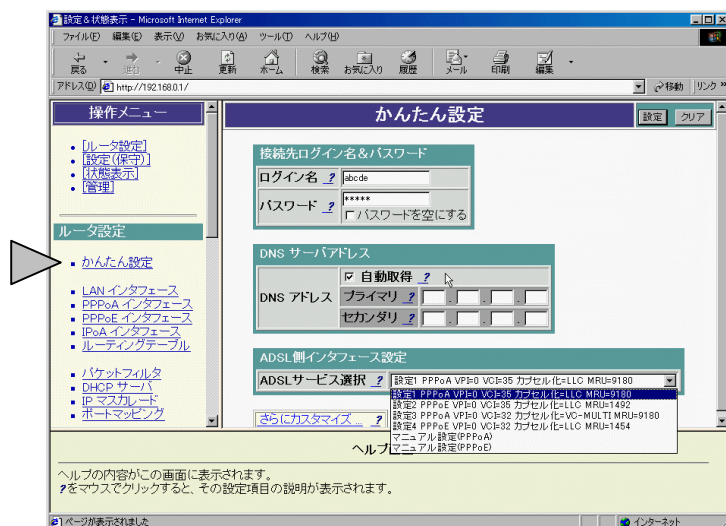 設定&状態表示 - Microsoft Internet Explorer
ファイル(F) 編集(E) 表示(V) お気に入り(A) ツール(T) ヘルプ(H)
戻る 進む 中止 更新 ホーム 検索 お気に入り 履歴 メール 印刷 編集
アドレス(D) http://192.168.0.1/ 移動 リンク »
操作メニュー
[ルータ設定]
[設定(保守)]
[状態表示]
[管理]
ルータ設定
かんたん設定
LAN インタフェース
PPPoA インタフェース
PPPoE インタフェース
IPoA インタフェース
ルーティングテーブル
パケットフィルタ
DHCP サーバ
IP マスカレード
ポートマッピング
かんたん設定 設定 クリア
接続先ログイン名&パスワード
ログイン名 ? abcde
パスワード ? *****
パスワードを空にする
DNS サーバアドレス
DNS アドレス
自動取得 ?
プライマリ ? . . .
セカンダリ ? . . .
ADSL側インタフェース設定
ADSLサービス選択 ? 設定1 PPPoA VPI=0 VCI=35 カプセル化=LLC MRU=9180
設定1 PPPoA VPI=0 VCI=35 カプセル化=LLC MRU=9180
設定2 PPPoE VPI=0 VCI=35 カプセル化=LLC MRU=1492
設定3 PPPoA VPI=0 VCI=32 カプセル化=VC-MULTI MRU=9180
設定4 PPPoE VPI=0 VCI=32 カプセル化=LLC MRU=1454
マニュアル設定(PPPoA)
マニュアル設定(PPPoE)
さらにカスタマイズ ... ?
ヘルプ
ヘルプの内容がこの画面に表示されます。
?をマウスでクリックすると、その設定項目の説明が表示されます。
ページが表示されました インターネット